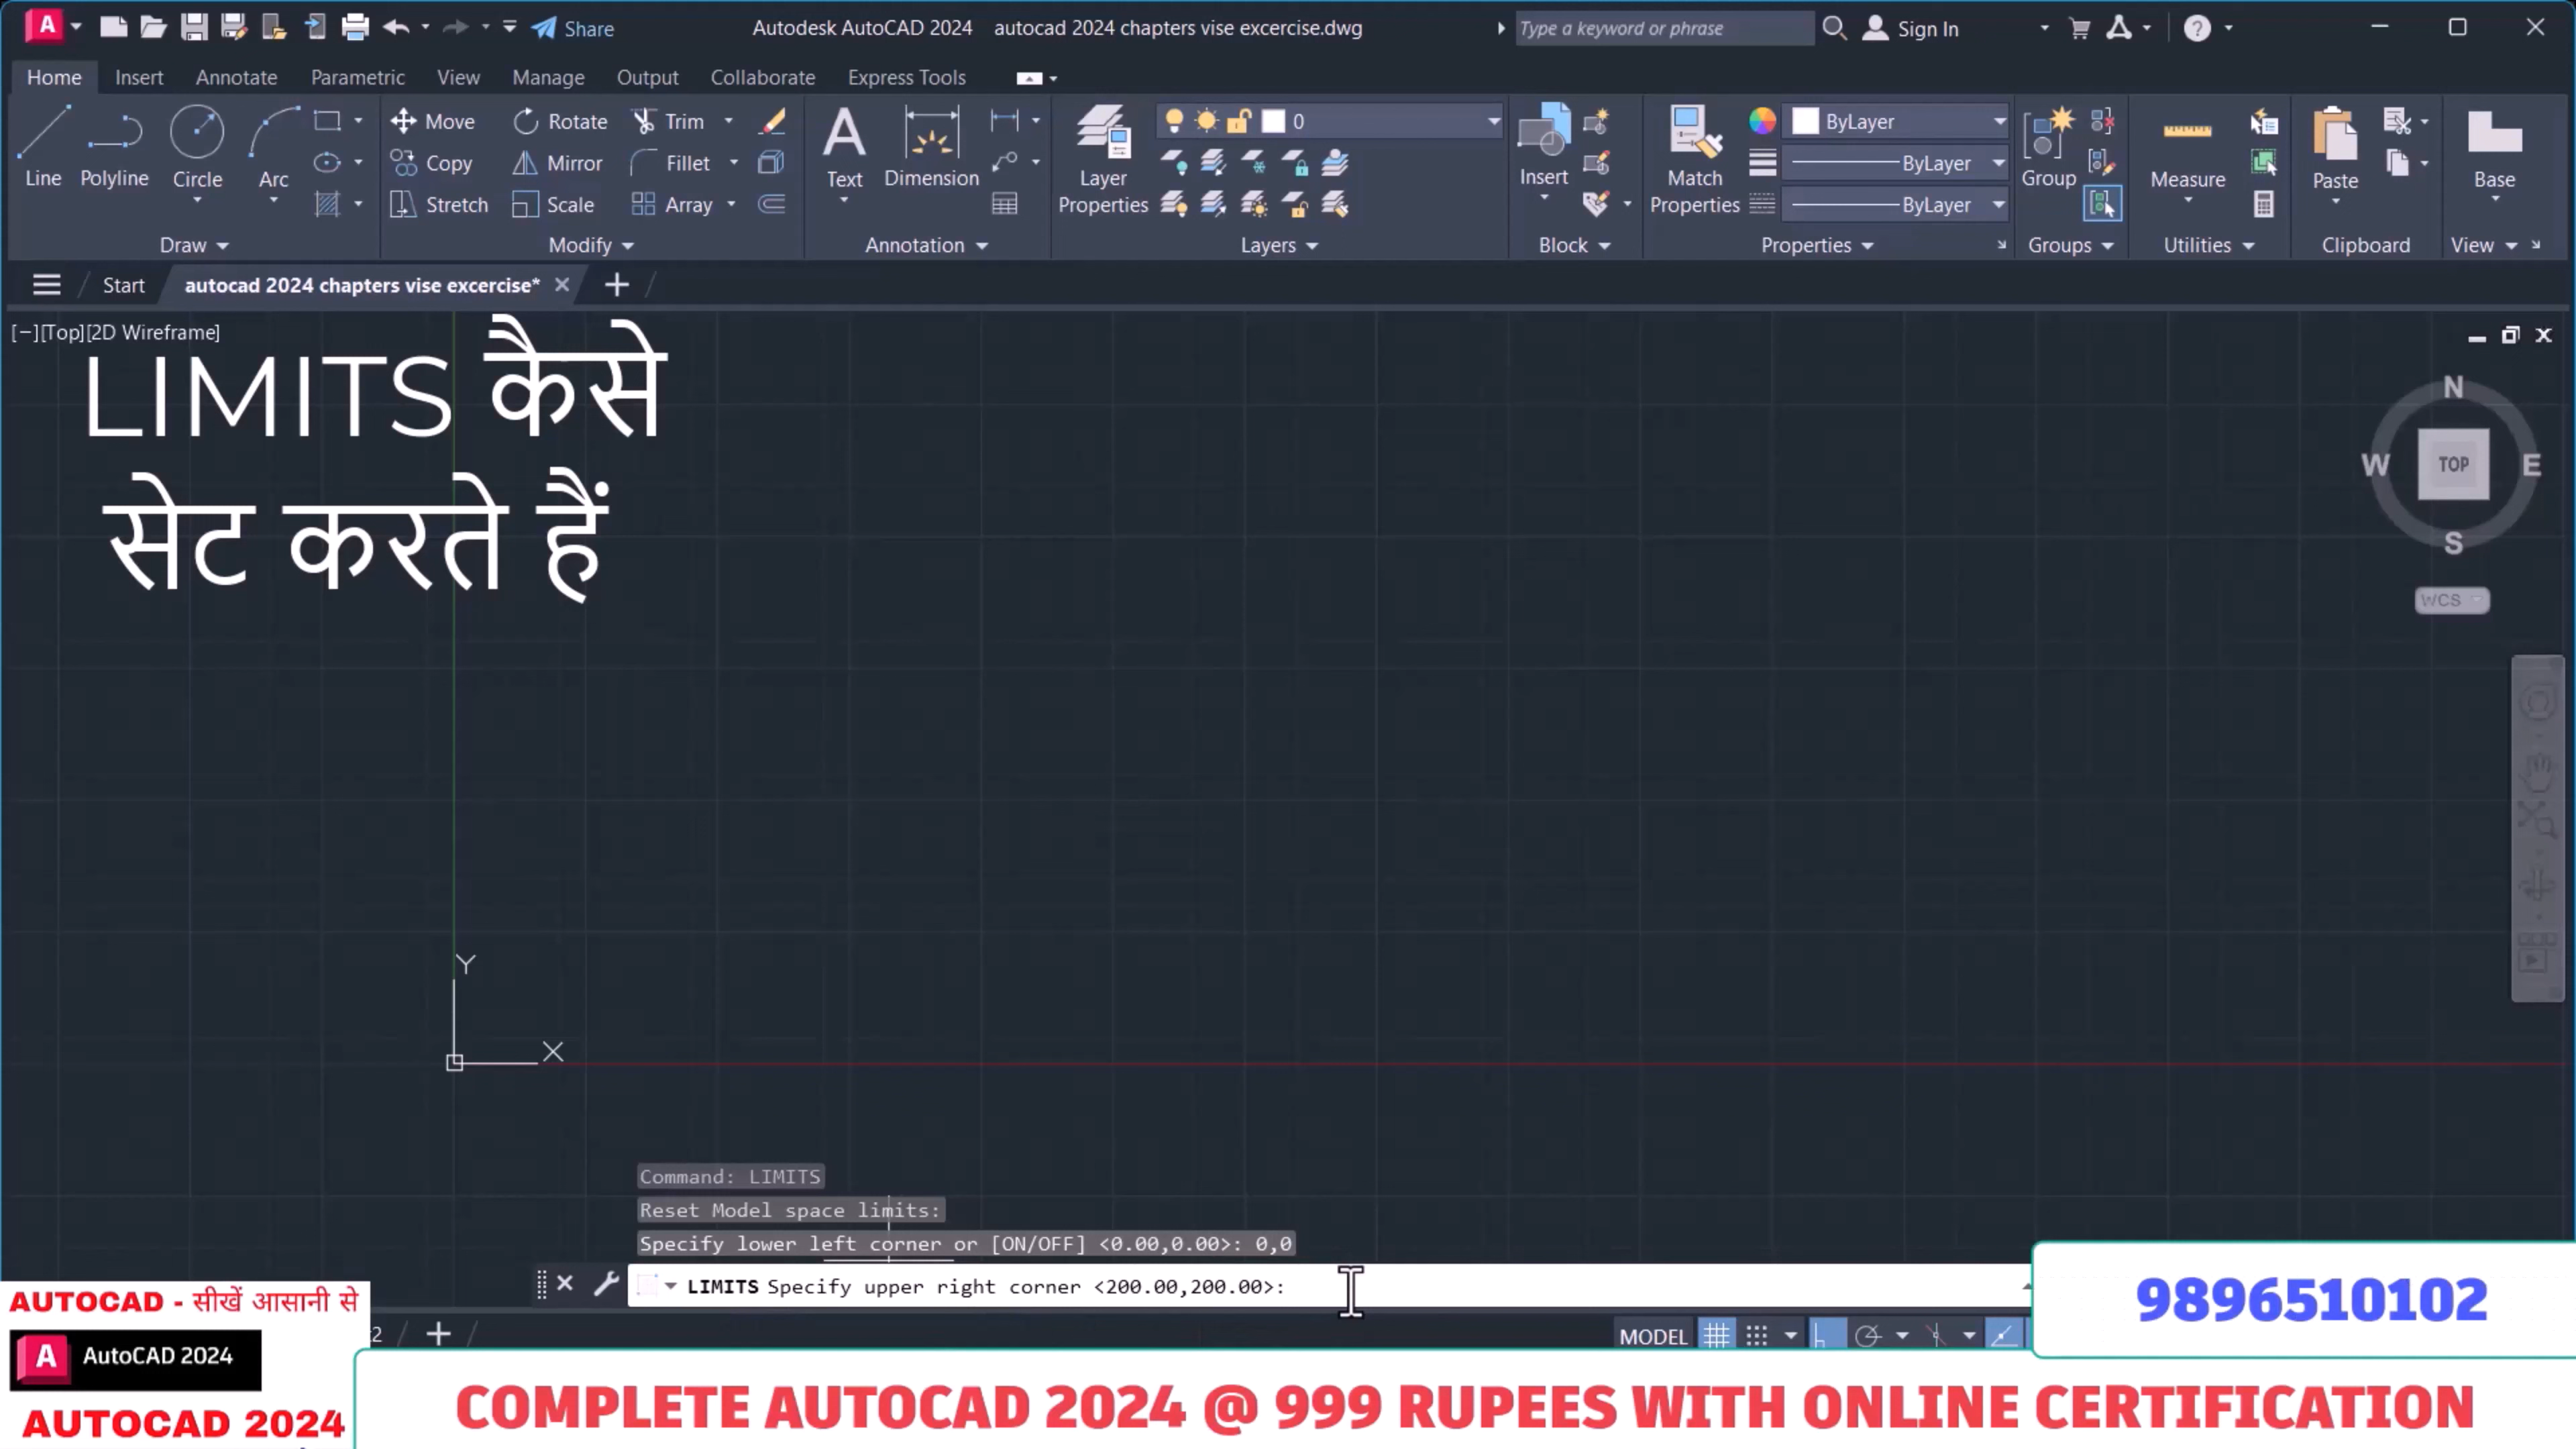 A
Share
Autodesk AutoCAD 2024 autocad 2024 chapters vise excercise.dwg
Type a keyword or phrase
Sign In
Home Insert Annotate Parametric View Manage Output Collaborate Express Tools
Line
Polyline
Circle
Arc
Draw
Move
Rotate
Trim
Copy
Mirror
Fillet
Stretch
Scale
Array
Modify
Text
Dimension
Annotation
Layer
Properties
0
Layers
Insert
Block
Match
Properties
ByLayer
ByLayer
ByLayer
Properties
Group
Groups
Measure
Utilities
Paste
Clipboard
Base
View
Start
autocad 2024 chapters vise excercise*
[−][Top][2D Wireframe]
LIMITS कैसे
सेट करते हैं
N
W
TOP
E
S
WCS
Y
X
Command: LIMITS
Reset Model space limits:
Specify lower left corner or [ON/OFF] <0.00,0.00>: 0,0
LIMITS Specify upper right corner <200.00,200.00>:
MODEL
9896510102
AUTOCAD - सीखें आसानी से
A AutoCAD 2024
AUTOCAD 2024
COMPLETE AUTOCAD 2024 @ 999 RUPEES WITH ONLINE CERTIFICATION